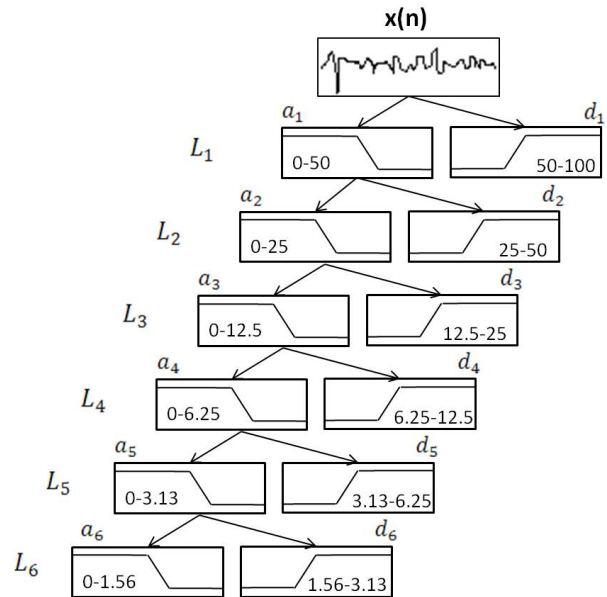 x(n)
a₁ d₁
L₁ 0-50 50-100
a₂ d₂
L₂ 0-25 25-50
a₃ d₃
L₃ 0-12.5 12.5-25
a₄ d₄
L₄ 0-6.25 6.25-12.5
a₅ d₅
L₅ 0-3.13 3.13-6.25
a₆ d₆
L₆ 0-1.56 1.56-3.13